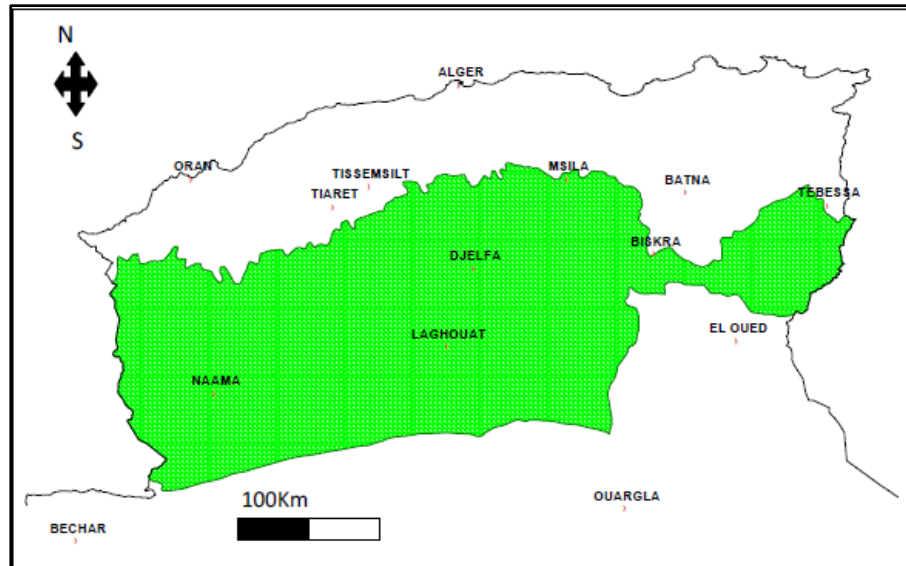 N
S
ALGER
ORAN
TISSEMSILT
MSILA
TIARET
BATNA
TEBESSA
BISKRA
DJELFA
LAGHOUAT
EL OUED
NAAMA
100Km
OUARGLA
BECHAR